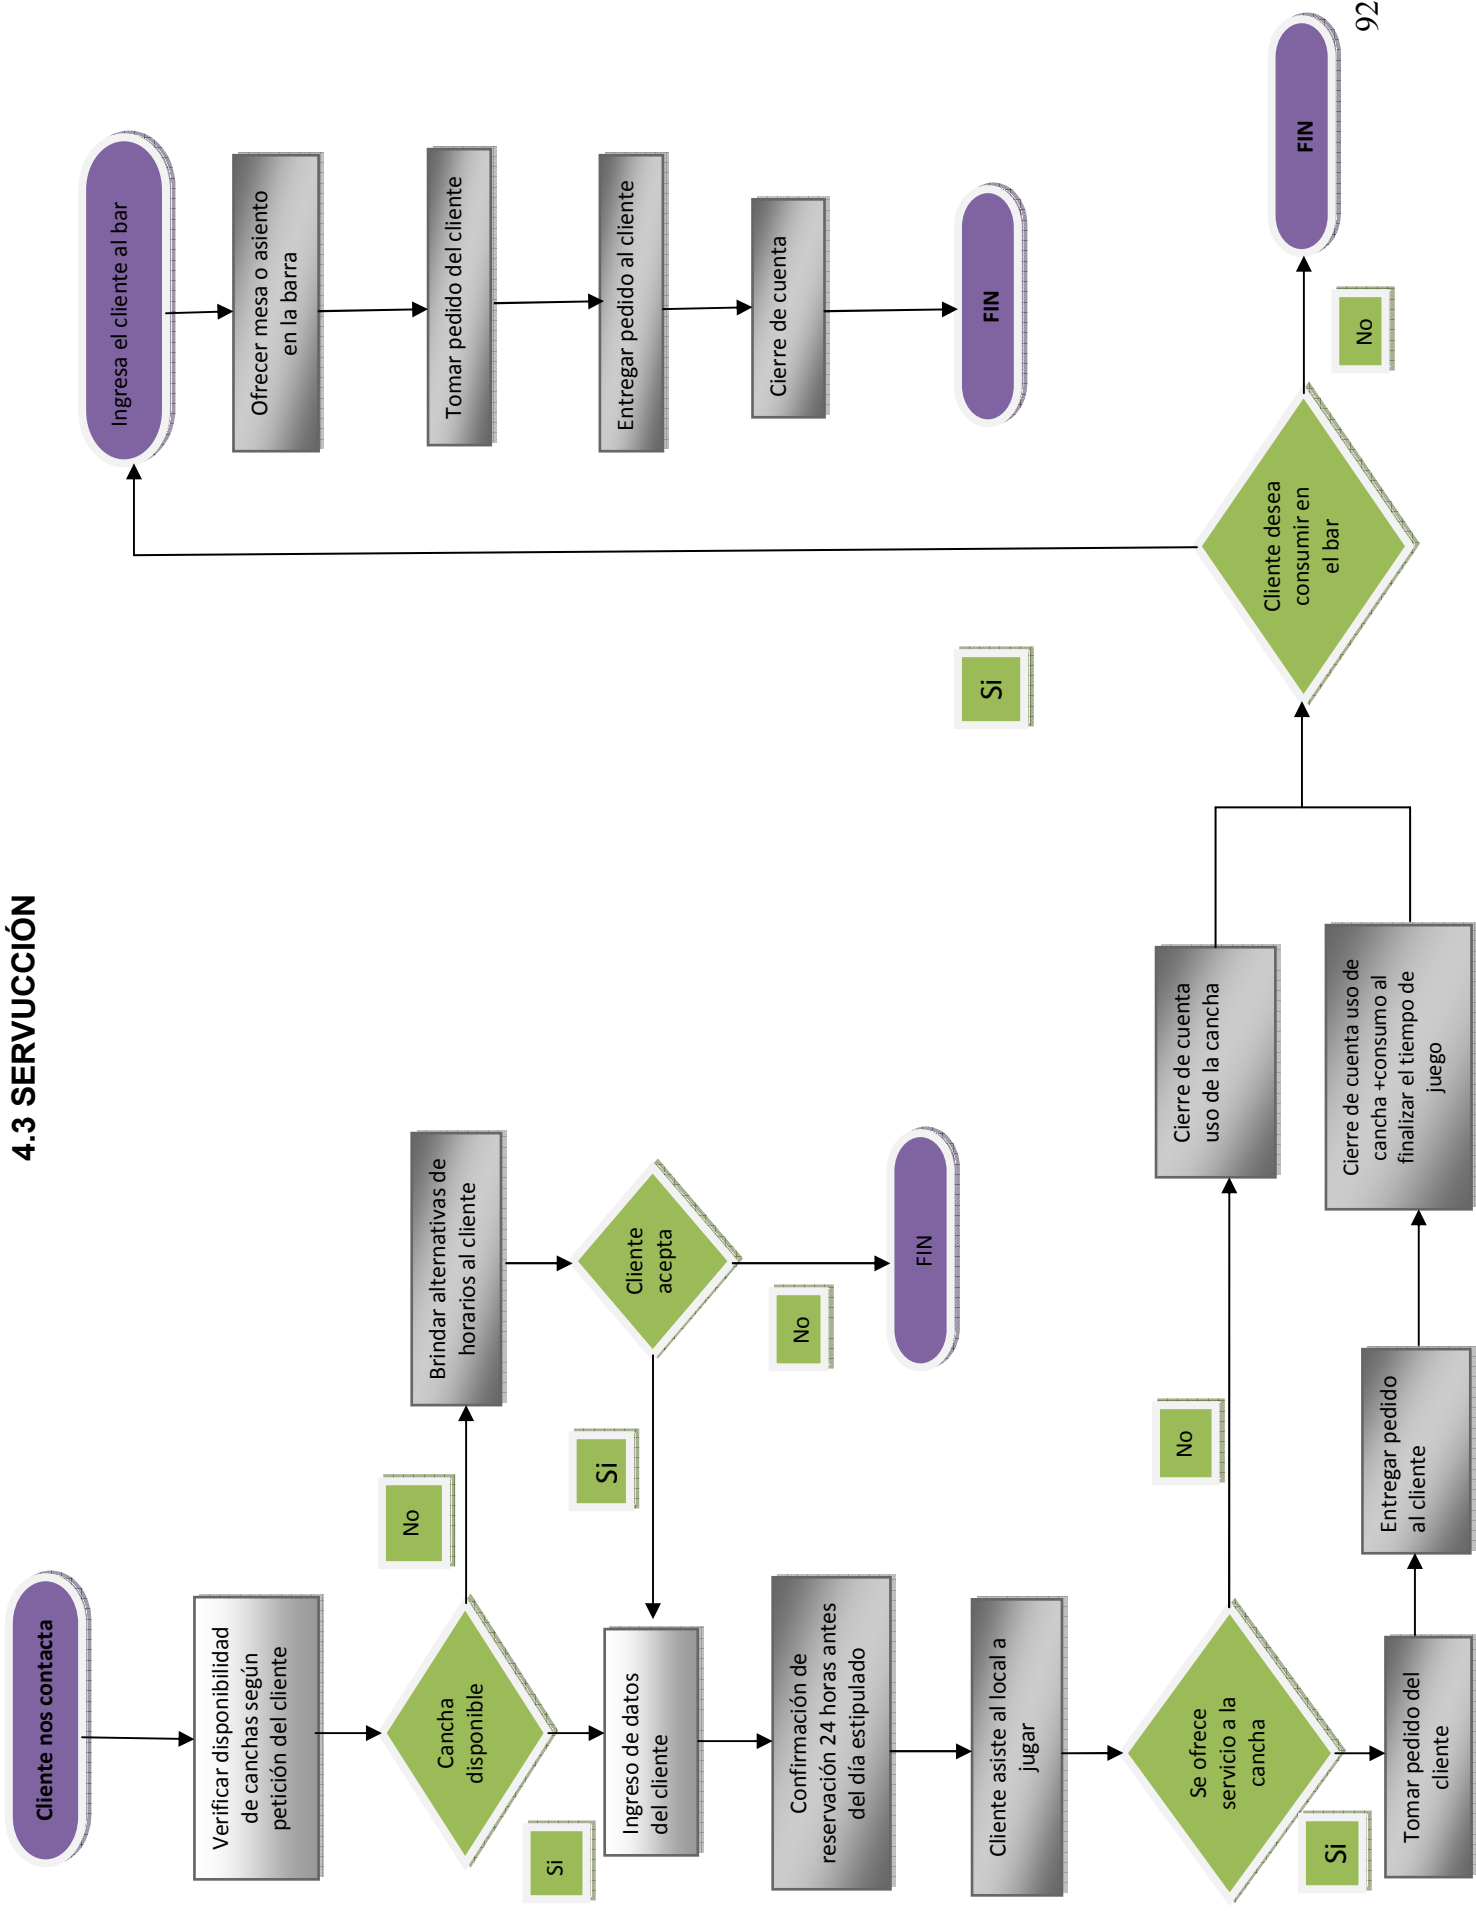 4.3 SERVUCCIÓN
Cliente nos contacta
Verificar disponibilidad
de canchas según
petición del cliente
Cancha
disponible
No
Si
Brindar alternativas de
horarios al cliente
Cliente
acepta
Si
No
FIN
Ingreso de datos
del cliente
Confirmación de
reservación 24 horas antes
del día estipulado
Cliente asiste al local a
jugar
Se ofrece
servicio a la
cancha
No
Si
Tomar pedido del
cliente
Entregar pedido
al cliente
Cierre de cuenta
uso de la cancha
Cierre de cuenta uso de
cancha +consumo al
finalizar el tiempo de
juego
Cliente desea
consumir en
el bar
Si
No
FIN
Ingresa el cliente al bar
Ofrecer mesa o asiento
en la barra
Tomar pedido del cliente
Entregar pedido al cliente
Cierre de cuenta
FIN
92